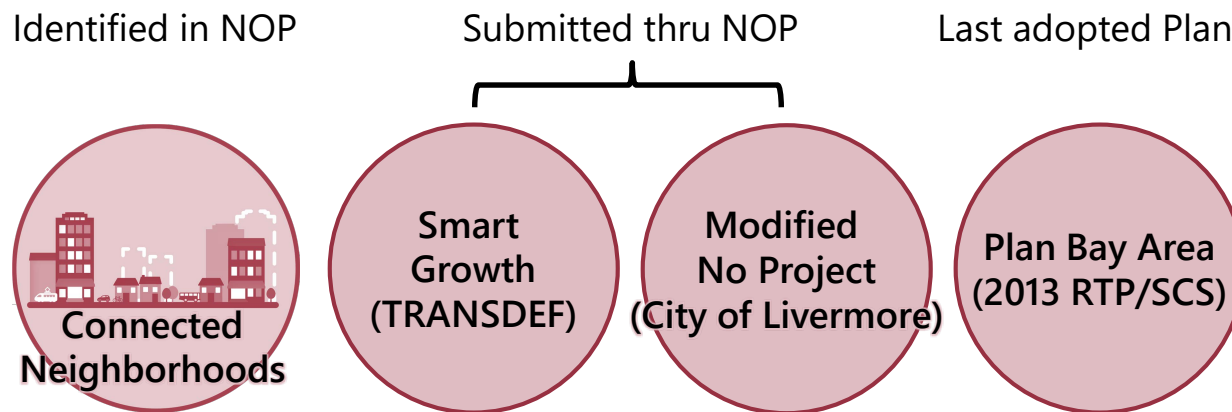 Identified in NOP
Submitted thru NOP
Last adopted Plan
Connected
Neighborhoods
Smart
Growth
(TRANSDEF)
Modified
No Project
(City of Livermore)
Plan Bay Area
(2013 RTP/SCS)